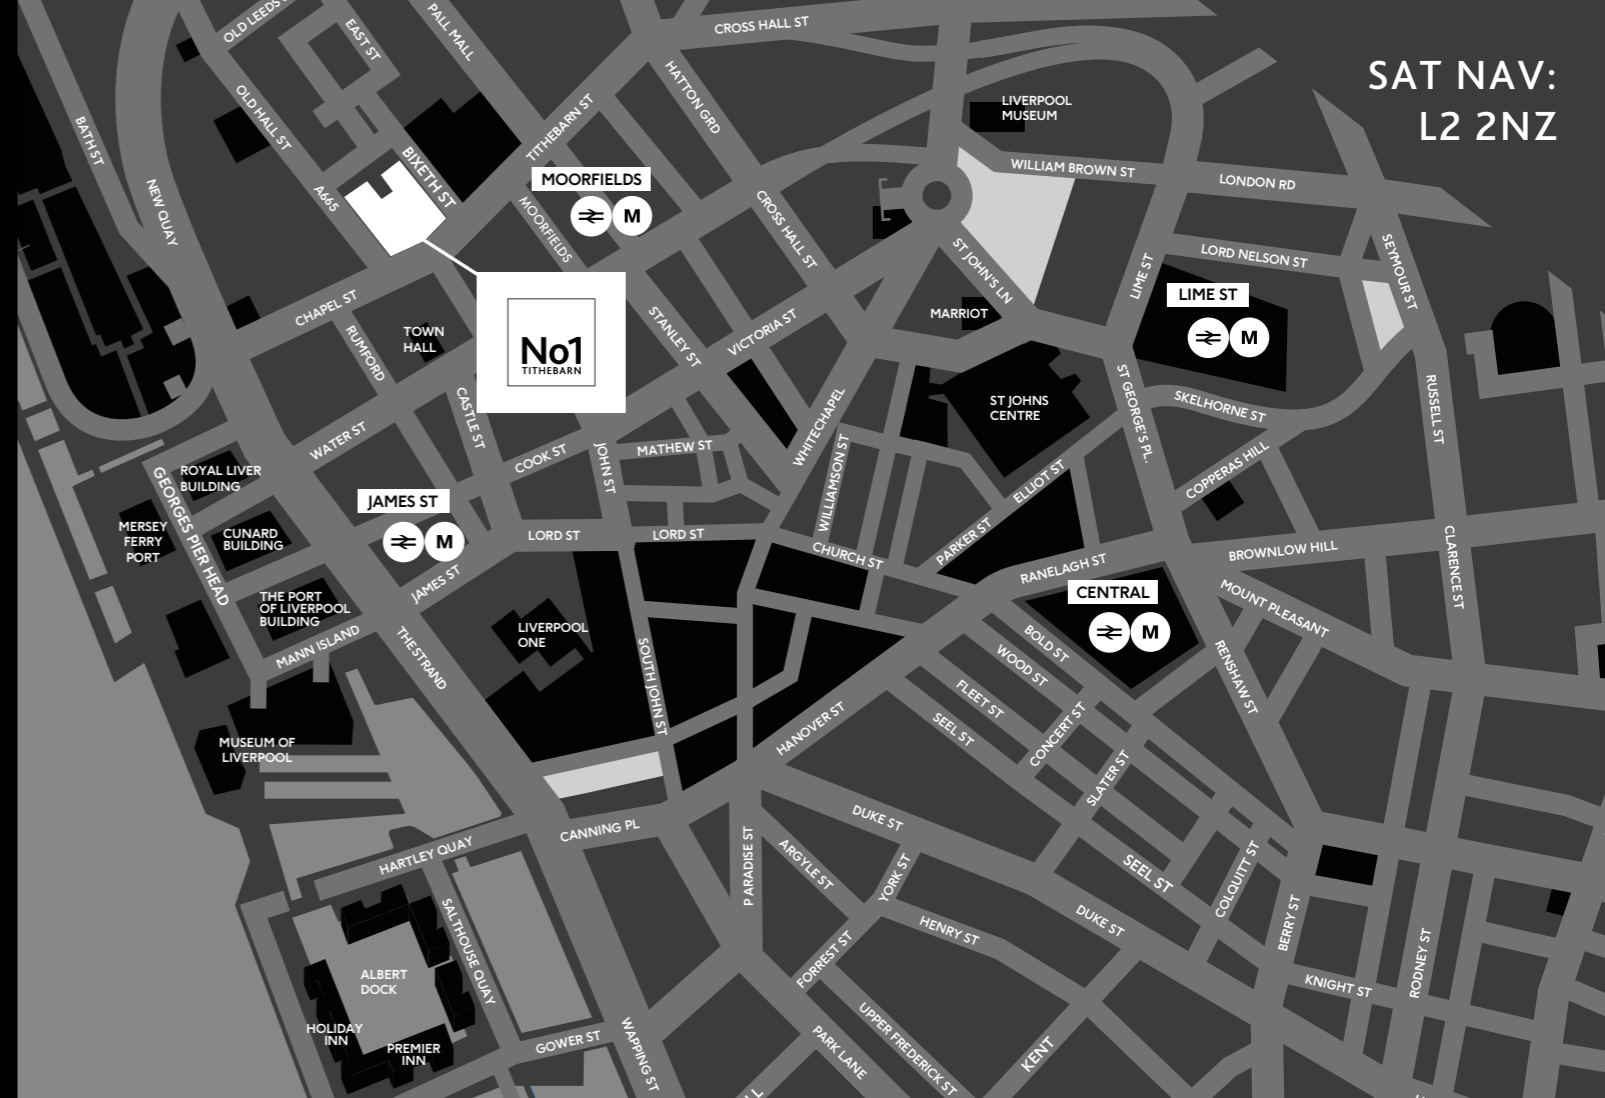 SAT NAV:
L2 2NZ
OLD LEEDS
EAST ST
PALL MALL
CROSS HALL ST
BATH ST
NEW QUAY
OLD HALL ST
A665
BIXETH ST
TITHEBARN ST
HATTON GRD
LIVERPOOL
MUSEUM
WILLIAM BROWN ST
LONDON RD
MOORFIELDS
M
MOORFIELDS
CROSS HALL ST
ST JOHN'S LN
LIME ST
LORD NELSON ST
SEYMOUR ST
LIME ST
M
CHAPEL ST
RUMFORD
TOWN
HALL
No1
TITHEBARN
STANLEY ST
VICTORIA ST
MARRIOT
ST JOHNS
CENTRE
ST GEORGE'S PL.
SKELHORNE ST
RUSSELL ST
CASTLE ST
WATER ST
COOK ST
JOHN ST
MATHEW ST
WHITECHAPEL
WILLIAMSON ST
ELLIOT ST
COPPERAS HILL
ROYAL LIVER
BUILDING
GEORGES PIER HEAD
MERSEY
FERRY
PORT
CUNARD
BUILDING
JAMES ST
M
LORD ST
LORD ST
CHURCH ST
PARKER ST
RANELAGH ST
BROWNLOW HILL
CLARENCE ST
THE PORT
OF LIVERPOOL
BUILDING
JAMES ST
MANN ISLAND
THE STRAND
LIVERPOOL
ONE
SOUTH JOHN ST
CENTRAL
M
MOUNT PLEASANT
BOLD ST
WOOD ST
FLEET ST
SEEL ST
CONCERT ST
SLATER ST
RENSHAW ST
HANOVER ST
MUSEUM OF
LIVERPOOL
CANNING PL
HARTLEY QUAY
PARADISE ST
DUKE ST
ARGYLE ST
YORK ST
SEEL ST
COLQUITT ST
BERRY ST
DUKE ST
HENRY ST
FORREST ST
KNIGHT ST
RODNEY ST
SALTHOUSE QUAY
ALBERT
DOCK
HOLIDAY
INN
PREMIER
INN
GOWER ST
WAPPING ST
PARK LANE
UPPER FREDERICK ST
KENT